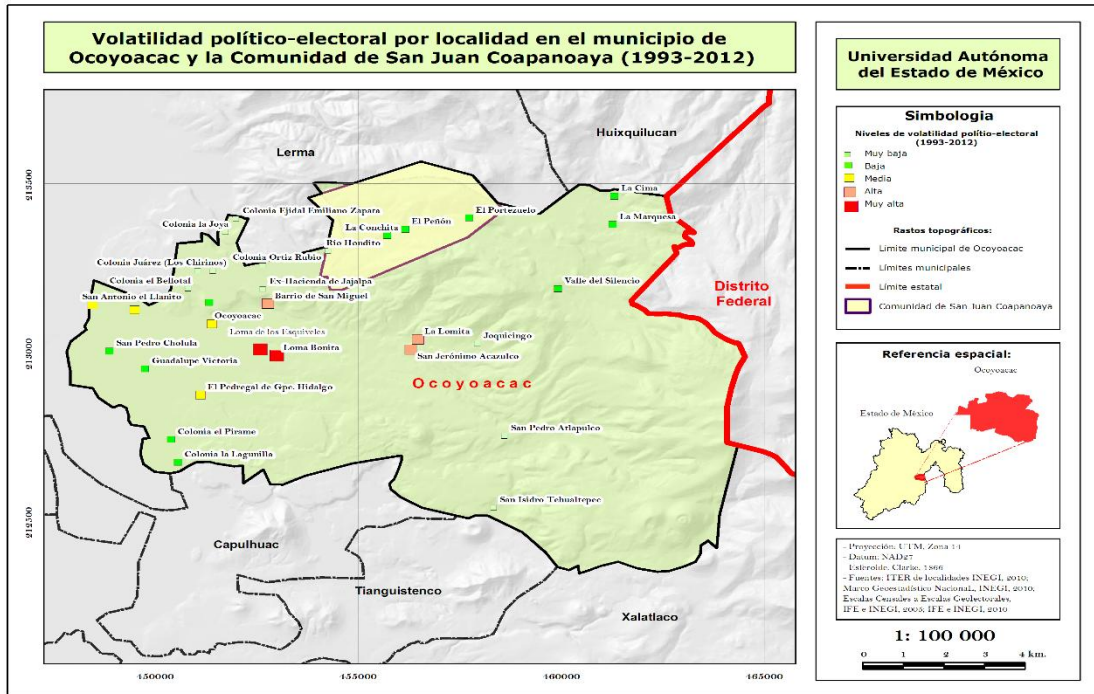 Volatilidad político-electoral por localidad en el municipio de
Ocoyoacac y la Comunidad de San Juan Coapanoaya (1993-2012)
Huixquilucan
Lerma
La Cima
Colonia Ejidal Emiliano Zapata
El Portezuelo
Colonia la Joya
El Peñón
La Marquesa
La Conchita
Río Hondito
Colonia Juárez (Los Chirinos)
Colonia Ortiz Rubio
Colonia el Bellotal
Ex-Hacienda de Jajalpa
Valle del Silencio
Distrito
Federal
San Antonio el Llanito
Barrio de San Miguel
Ocoyoacac
Loma de los Esquiveles
La Lomita
Joquicingo
San Pedro Cholula
Loma Bonita
San Jerónimo Acazulco
Guadalupe Victoria
Ocoyoacac
El Pedregal de Gpe. Hidalgo
San Pedro Atlapulco
Colonia el Pirame
Colonia la Lagunilla
San Isidro Tehualtepec
Capulhuac
Tianguistenco
Xalatlaco
2135000
2130000
2125000
450000
455000
460000
465000
Universidad Autónoma
del Estado de México
Simbologia
Niveles de volatilidad polítio-electoral
(1993-2012)
Muy baja
Baja
Media
Alta
Muy alta
Rastos topográficos:
Límite municipal de Ocoyoacac
Límites municipales
Límite estatal
Comunidad de San Juan Coapanoaya
Referencia espacial:
Ocoyoacac
Estado de México
- Proyección: UTM, Zona 14
- Datum: NAD27
- Esferoide. Clarke, 1866
- Fuentes: ITER de localidades INEGI, 2010;
Marco Geoestadístico Nacional, INEGI, 2010;
Escalas Censales a Escalas Geolectorales,
IFE e INEGI, 2005; IFE e INEGI, 2010
1: 100 000
0 1 2 3 4 km.